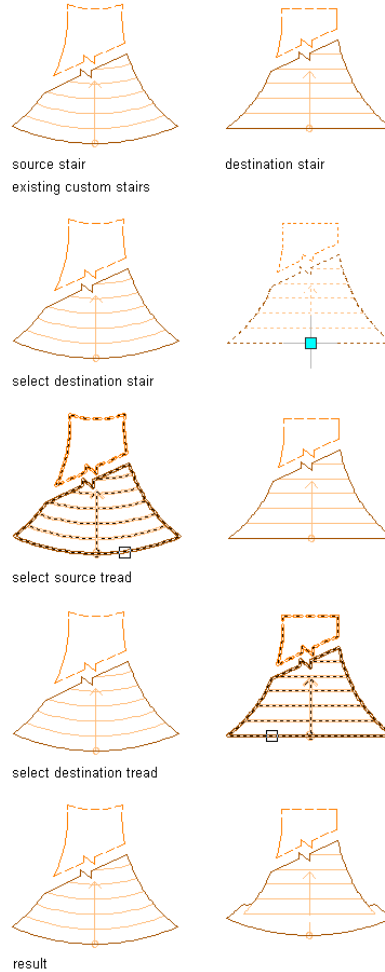 source stair
destination stair
existing custom stairs
select destination stair
select source tread
select destination tread
result